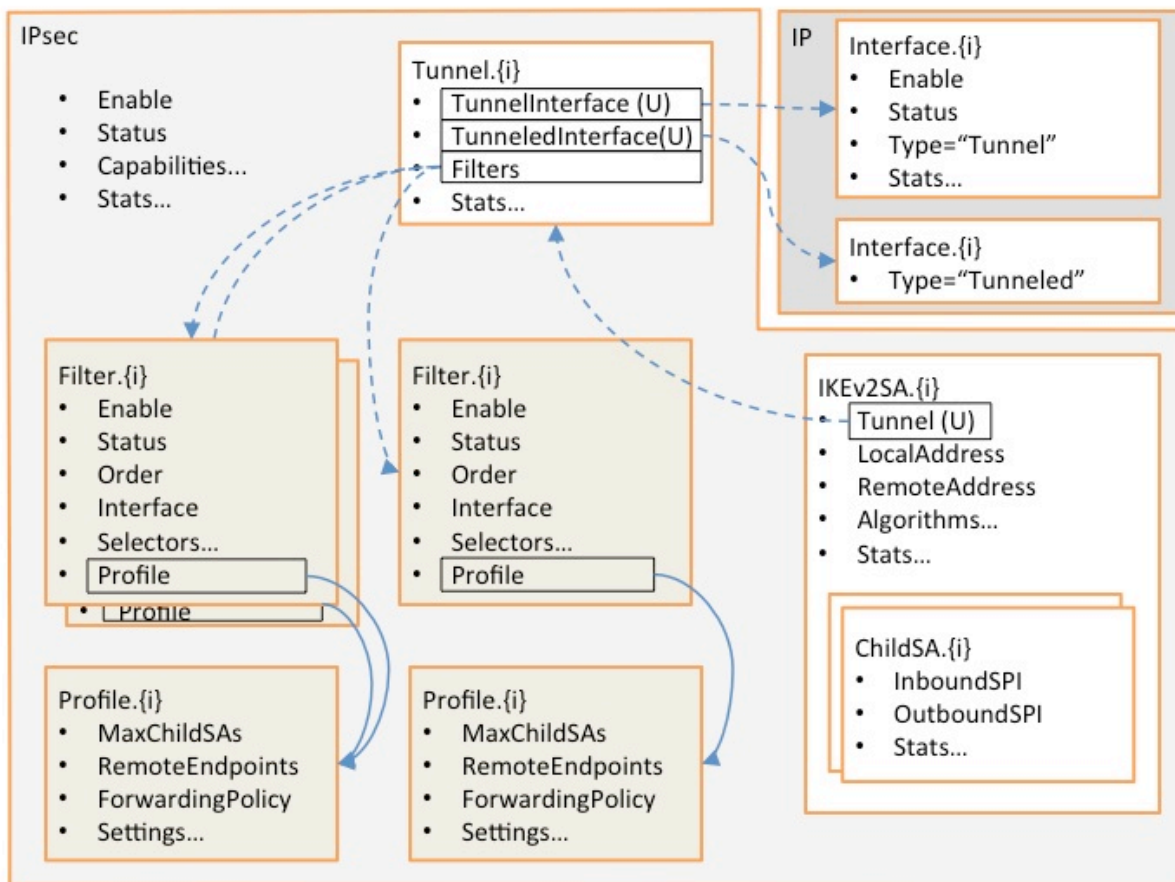 IPsec
• Enable
• Status
• Capabilities...
• Stats...
Tunnel.{i}
• TunnelInterface (U)
• TunneledInterface(U)
• Filters
• Stats...
IP
Interface.{i}
• Enable
• Status
• Type=“Tunnel”
• Stats...
Interface.{i}
• Type=“Tunneled”
Filter.{i}
• Enable
• Status
• Order
• Interface
• Selectors...
• Profile
• Profile
Filter.{i}
• Enable
• Status
• Order
• Interface
• Selectors...
• Profile
IKEv2SA.{i}
• Tunnel (U)
• LocalAddress
• RemoteAddress
• Algorithms...
• Stats...
ChildSA.{i}
• InboundSPI
• OutboundSPI
• Stats...
Profile.{i}
• MaxChildSAs
• RemoteEndpoints
• ForwardingPolicy
• Settings...
Profile.{i}
• MaxChildSAs
• RemoteEndpoints
• ForwardingPolicy
• Settings...